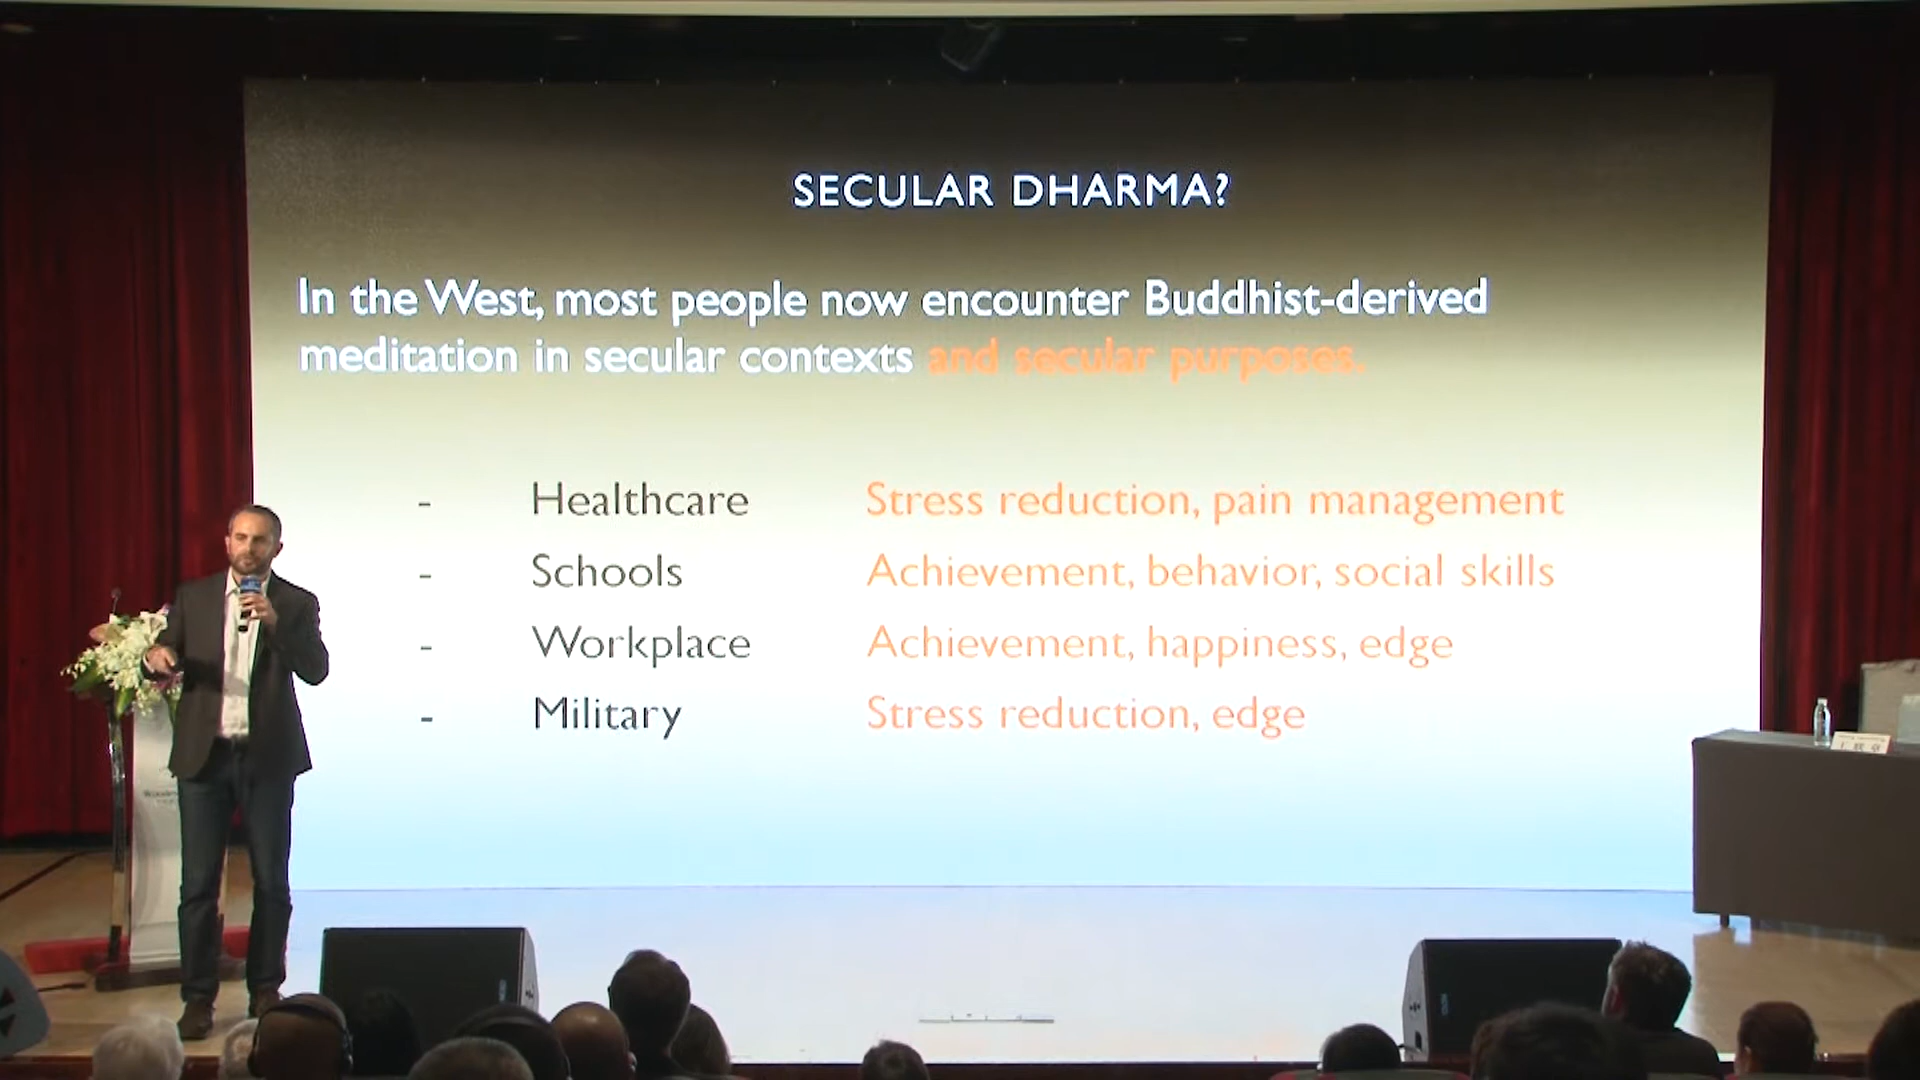 SECULAR DHARMA?
In the West, most people now encounter Buddhist-derived
meditation in secular contexts and secular purposes.
- Healthcare Stress reduction, pain management
- Schools Achievement, behavior, social skills
- Workplace Achievement, happiness, edge
- Military Stress reduction, edge